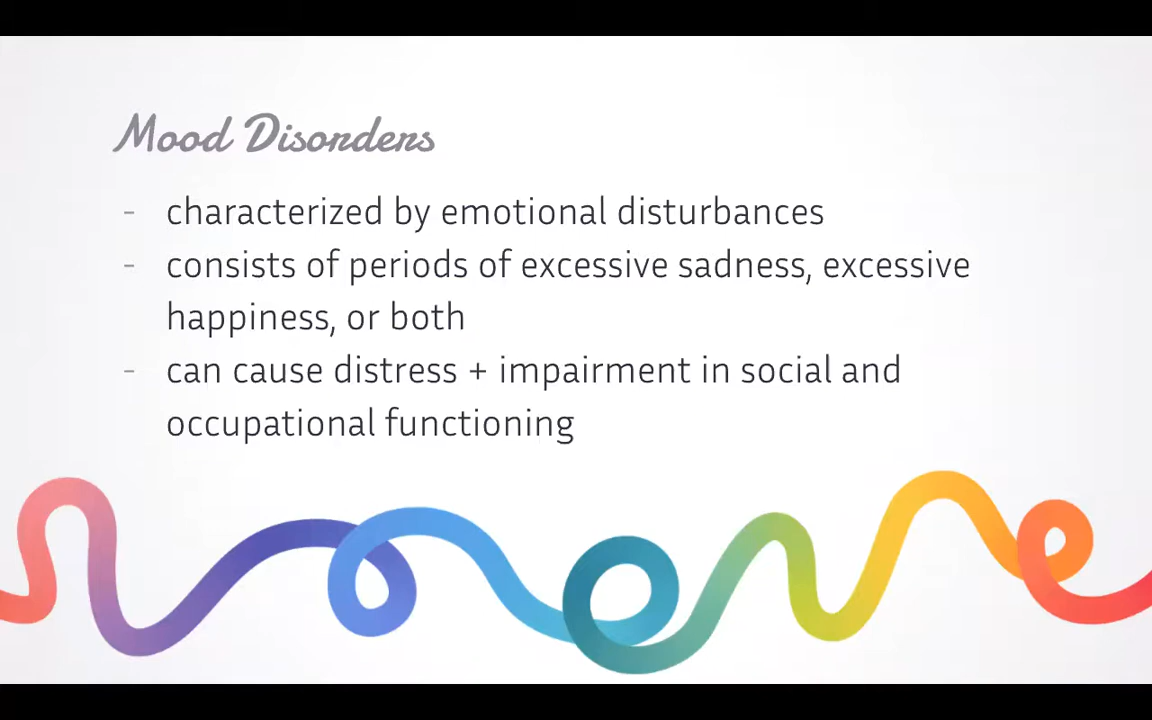 Mood Disorders
- characterized by emotional disturbances
- consists of periods of excessive sadness, excessive
happiness, or both
- can cause distress + impairment in social and
occupational functioning